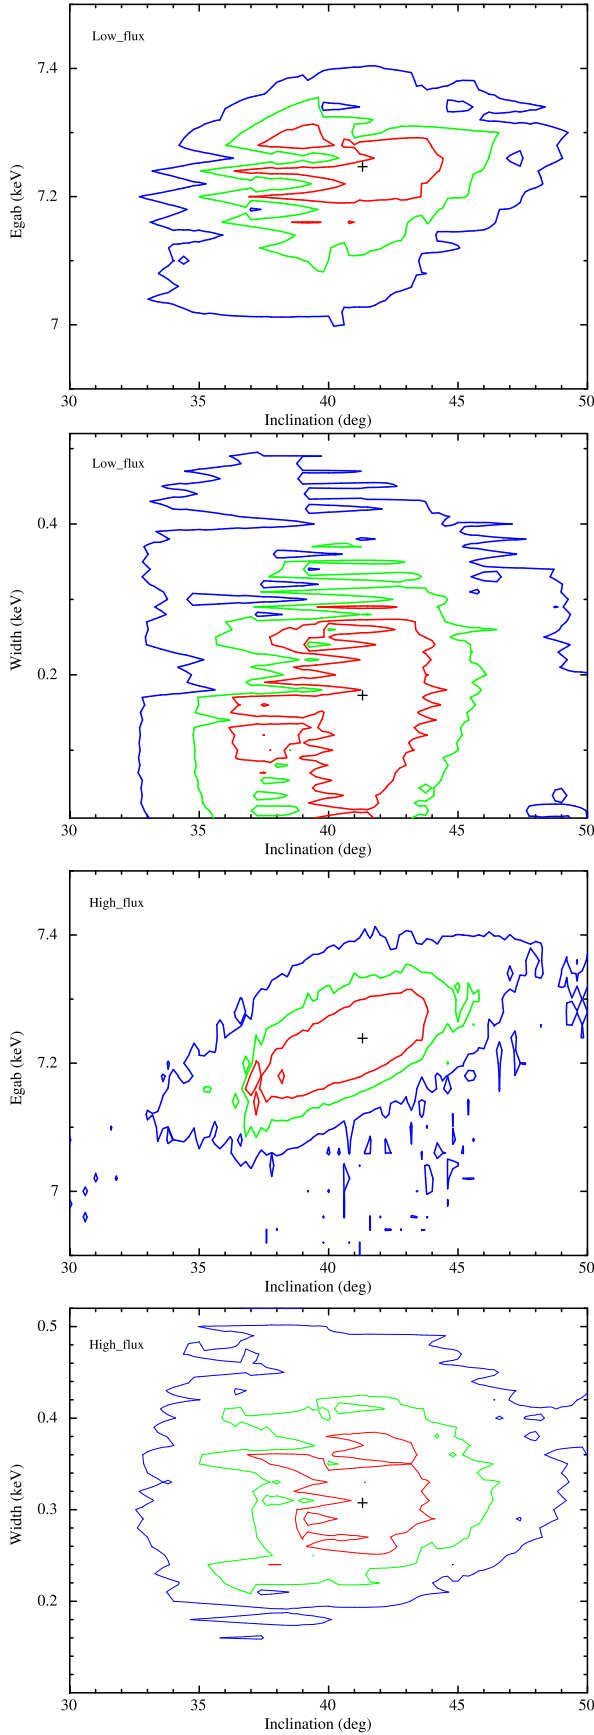 Low_flux
7.4
7.2
7
Egab (keV)
30 35 40 45 50
Inclination (deg)
Low_flux
0.4
0.2
Width (keV)
30 35 40 45 50
Inclination (deg)
High_flux
7.4
7.2
7
Egab (keV)
30 35 40 45 50
Inclination (deg)
High_flux
0.5
0.4
0.3
0.2
Width (keV)
30 35 40 45 50
Inclination (deg)